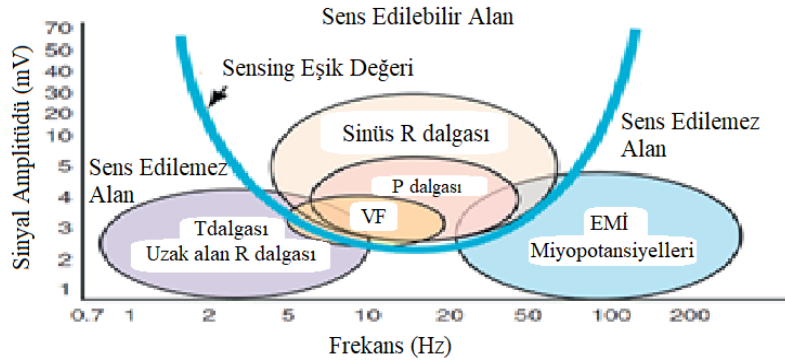 Sens Edilebilir Alan
Sinyal Amplitüdü (mV)
70
50
40
30
20
10
5
4
3
2
1
Sensing Eşik Değeri
Sinüs R dalgası
Sens Edilemez
Alan
Sens Edilemez
Alan
P dalgası
VF
Tdalgası
Uzak alan R dalgası
EMİ
Miyopotansiyelleri
0.7 1 2 5 10 20 50 100 200
Frekans (Hz)